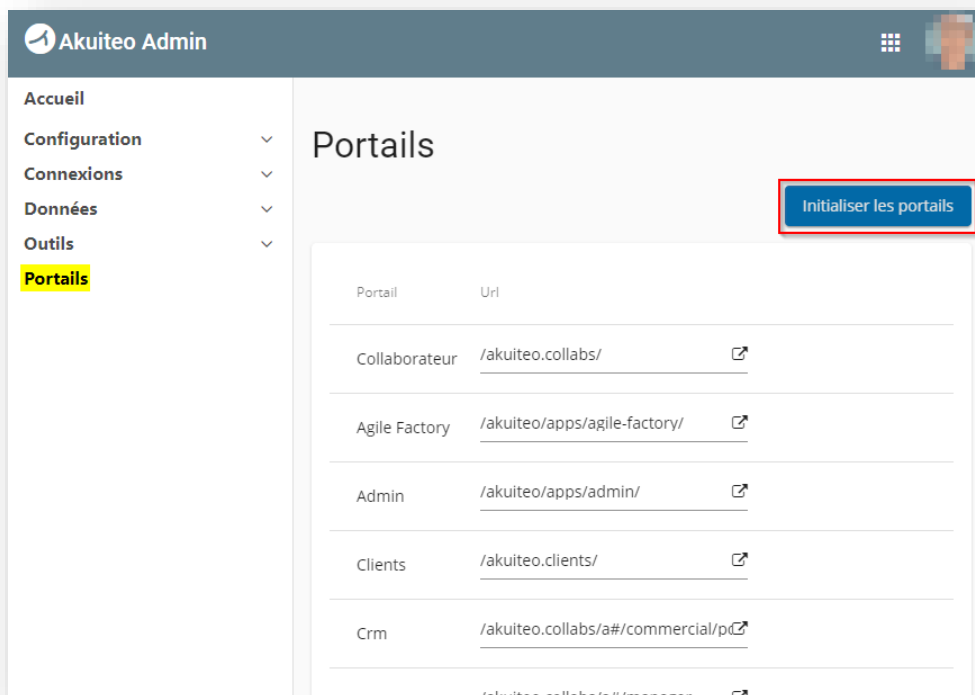 Akuiteo Admin
Accueil
Configuration
Connexions
Données
Outils
Portails
Portails
Initialiser les portails
Portail Url
Collaborateur /akuiteo.collabs/
Agile Factory /akuiteo/apps/agile-factory/
Admin /akuiteo/apps/admin/
Clients /akuiteo.clients/
Crm /akuiteo.collabs/a#/commercial/po